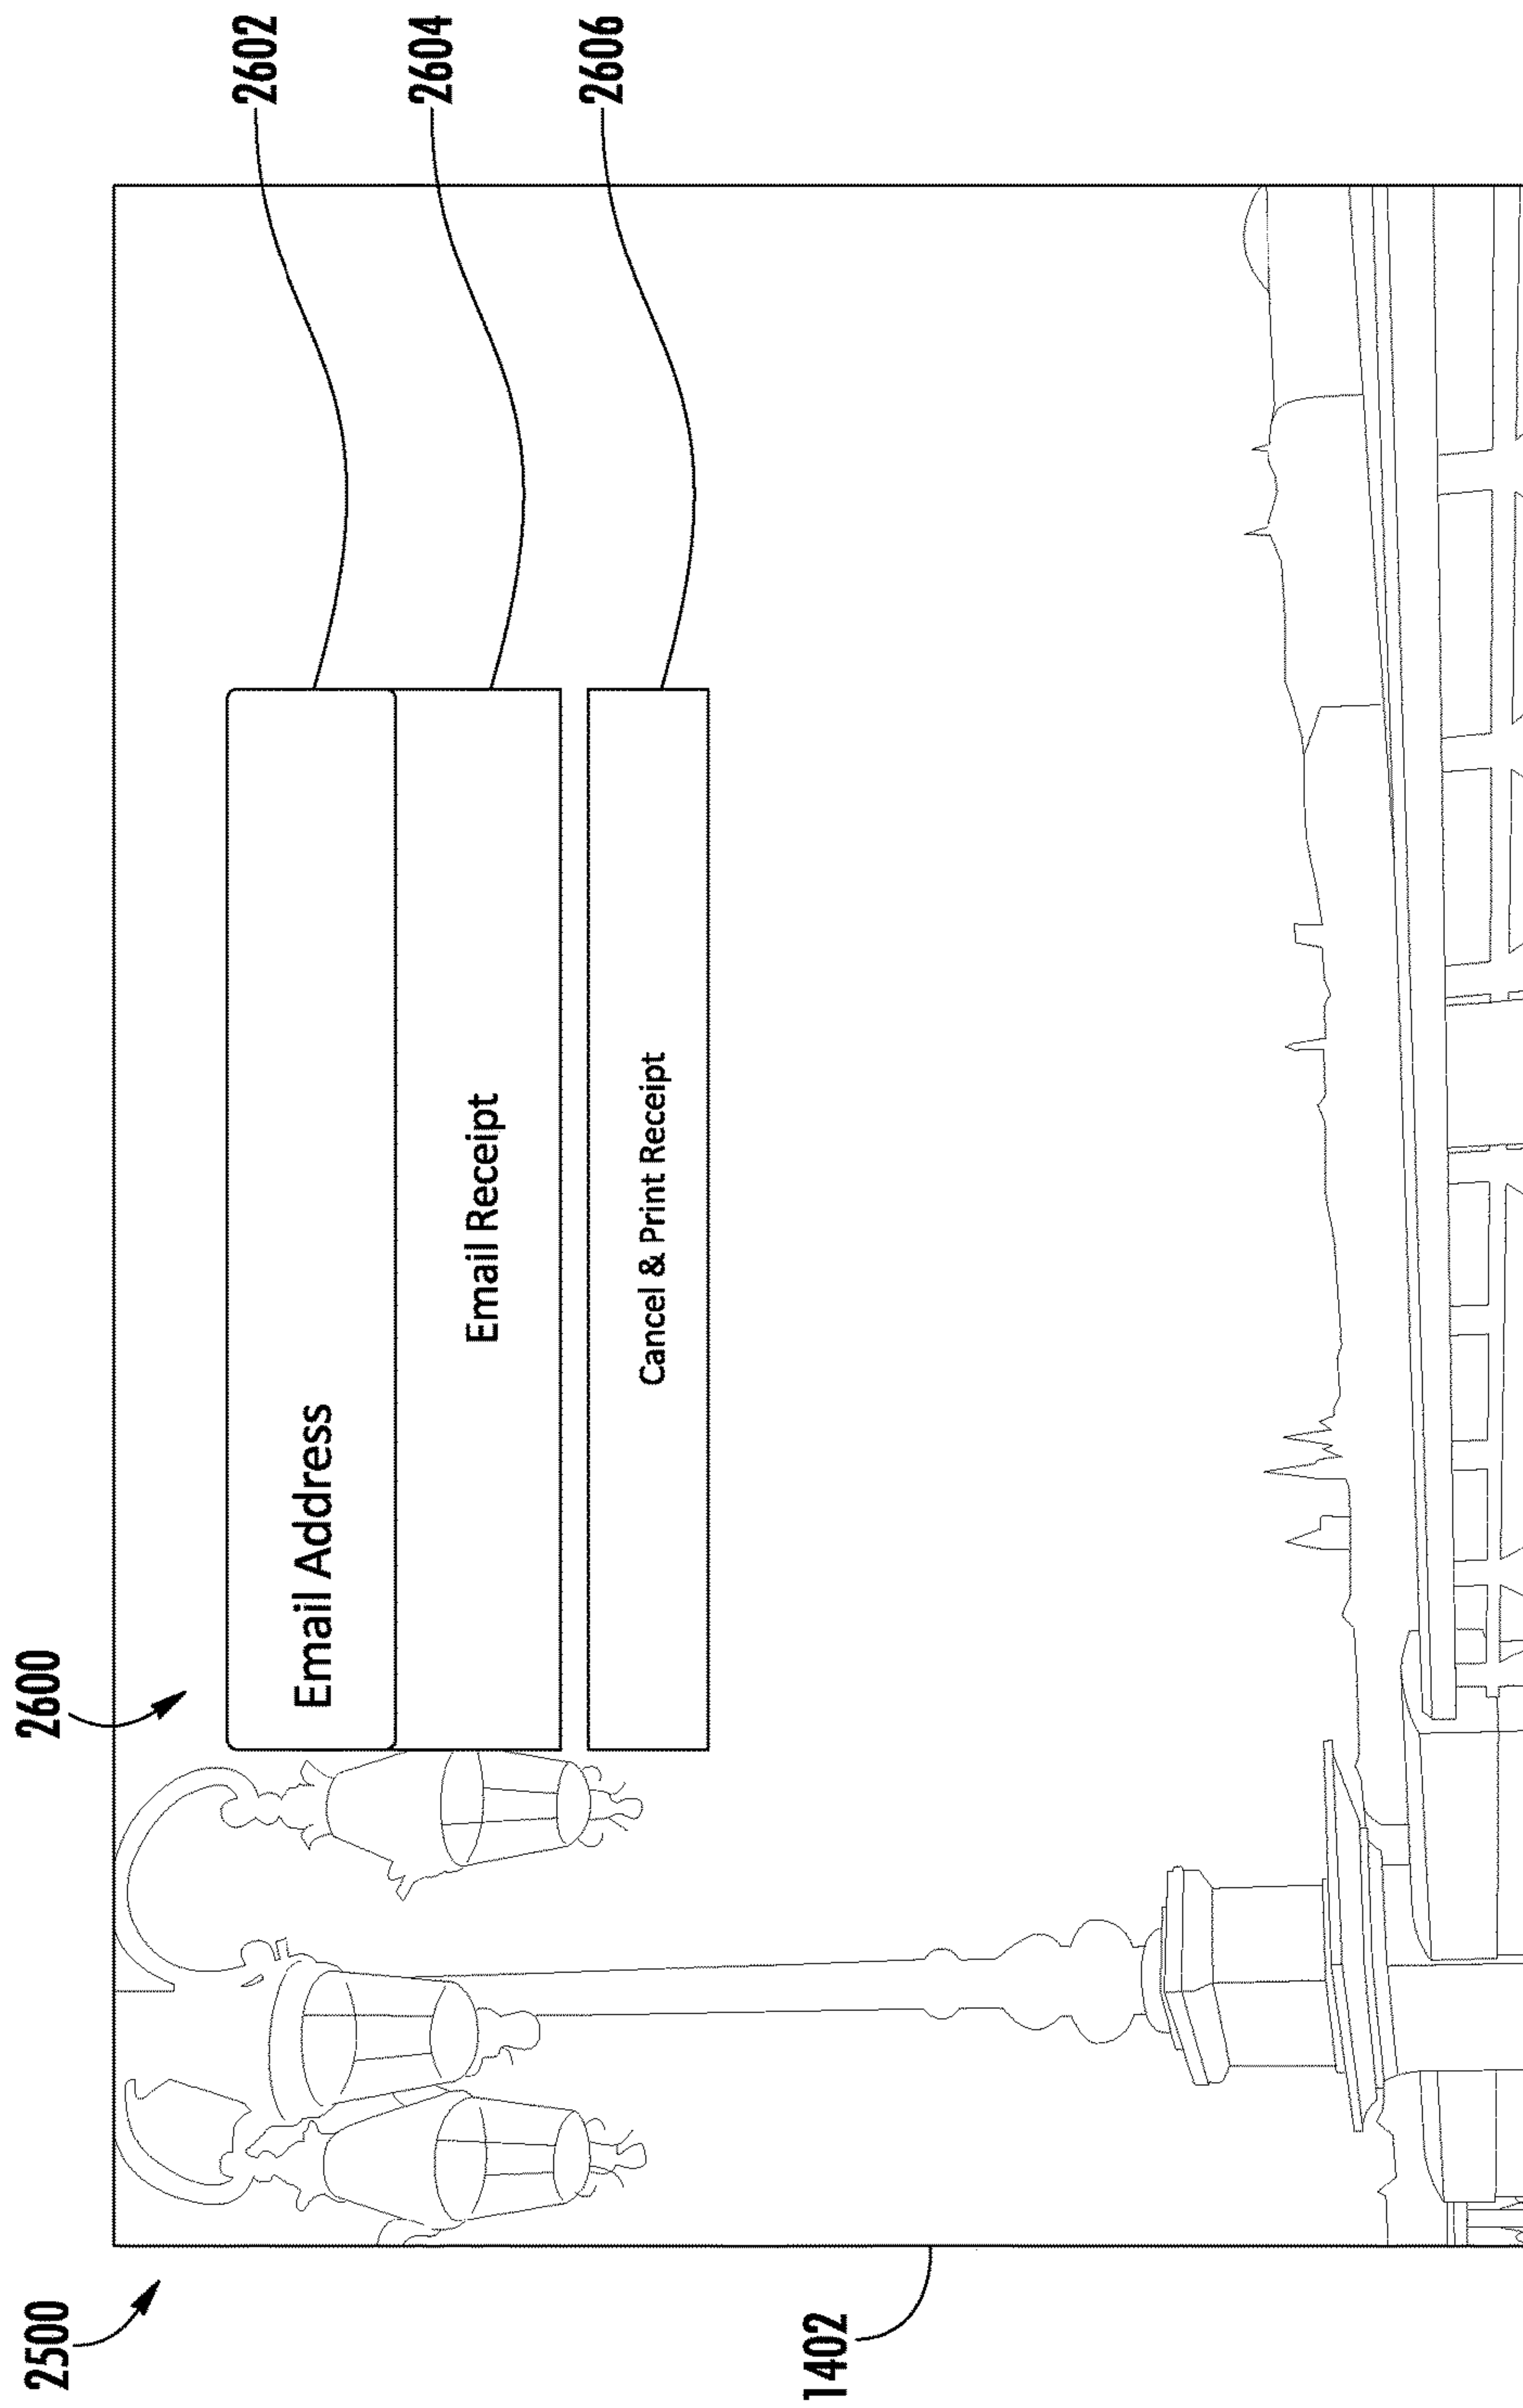 2500
2600
2602
Email Address
2604
Email Receipt
2606
Cancel & Print Receipt
1402